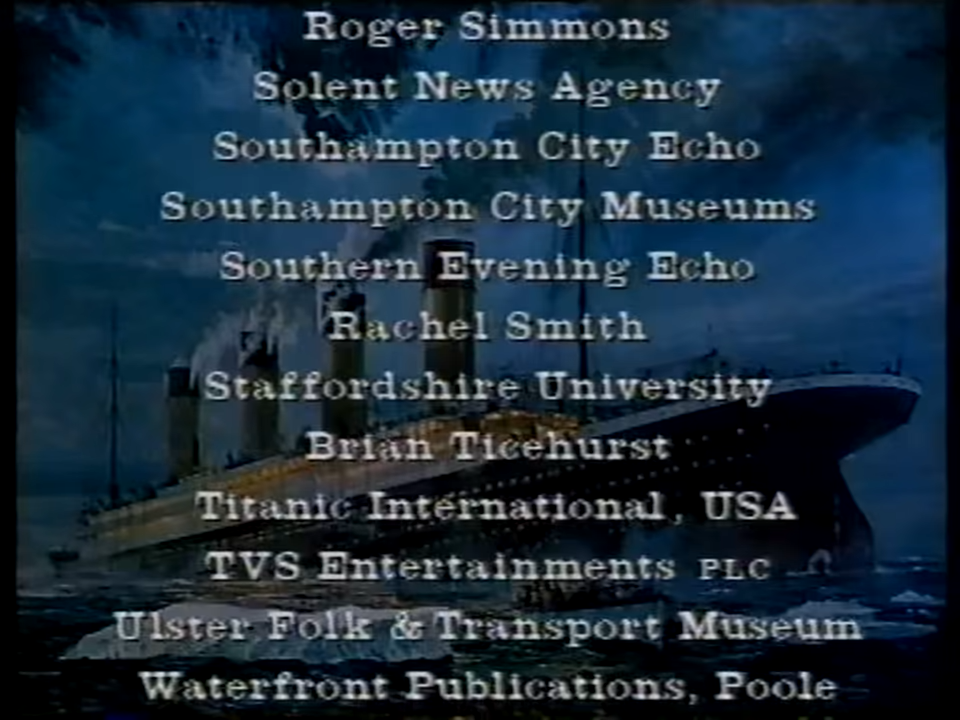 Roger Simmons
Solent News Agency
Southampton City Echo
Southampton City Museums
Southern Evening Echo
Rachel Smith
Staffordshire University
Brian Ticehurst
Titanic International, USA
TVS Entertainments PLC
Ulster Folk & Transport Museum
Waterfront Publications, Poole